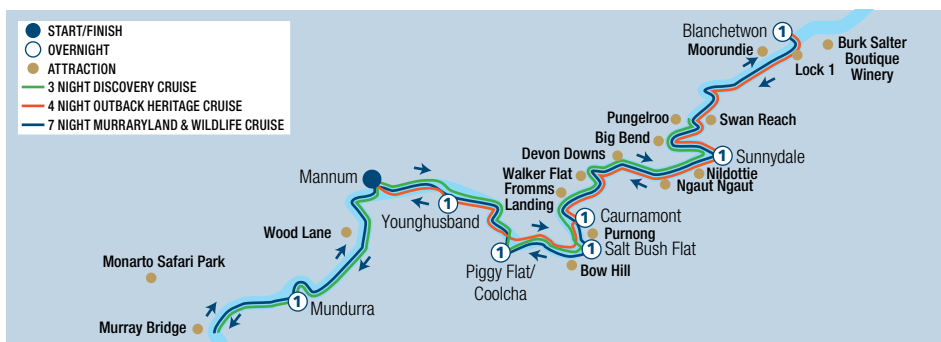 START/FINISH
1 OVERNIGHT
ATTRACTION
3 NIGHT DISCOVERY CRUISE
4 NIGHT OUTBACK HERITAGE CRUISE
7 NIGHT MURRARYLAND & WILDLIFE CRUISE
Blanchetwon 1
Moorundie
Burk Salter
Boutique
Winery
Lock 1
Pungelroo
Swan Reach
Big Bend
Devon Downs
1 Sunnydale
Walker Flat
Nildottie
Ngaut Ngaut
Fromms
Landing
Mannum
1
Younghusband
1 Caurnamont
Purnong
1 Salt Bush Flat
Wood Lane
1
Piggy Flat/
Coolcha
Bow Hill
Monarto Safari Park
1
Mundurra
Murray Bridge